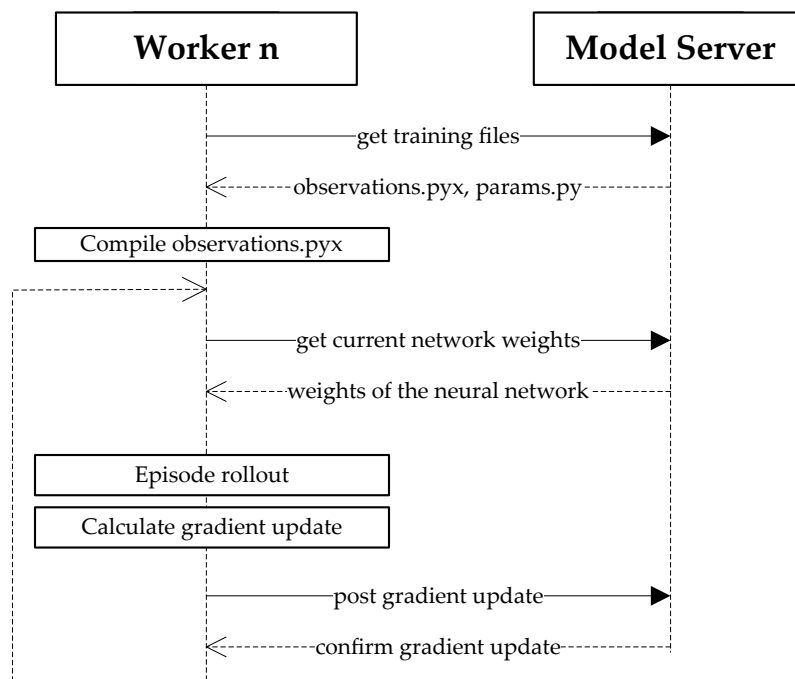 Worker n
Model Server
get training files
observations.pyx, params.py
Compile observations.pyx
get current network weights
weights of the neural network
Episode rollout
Calculate gradient update
post gradient update
confirm gradient update